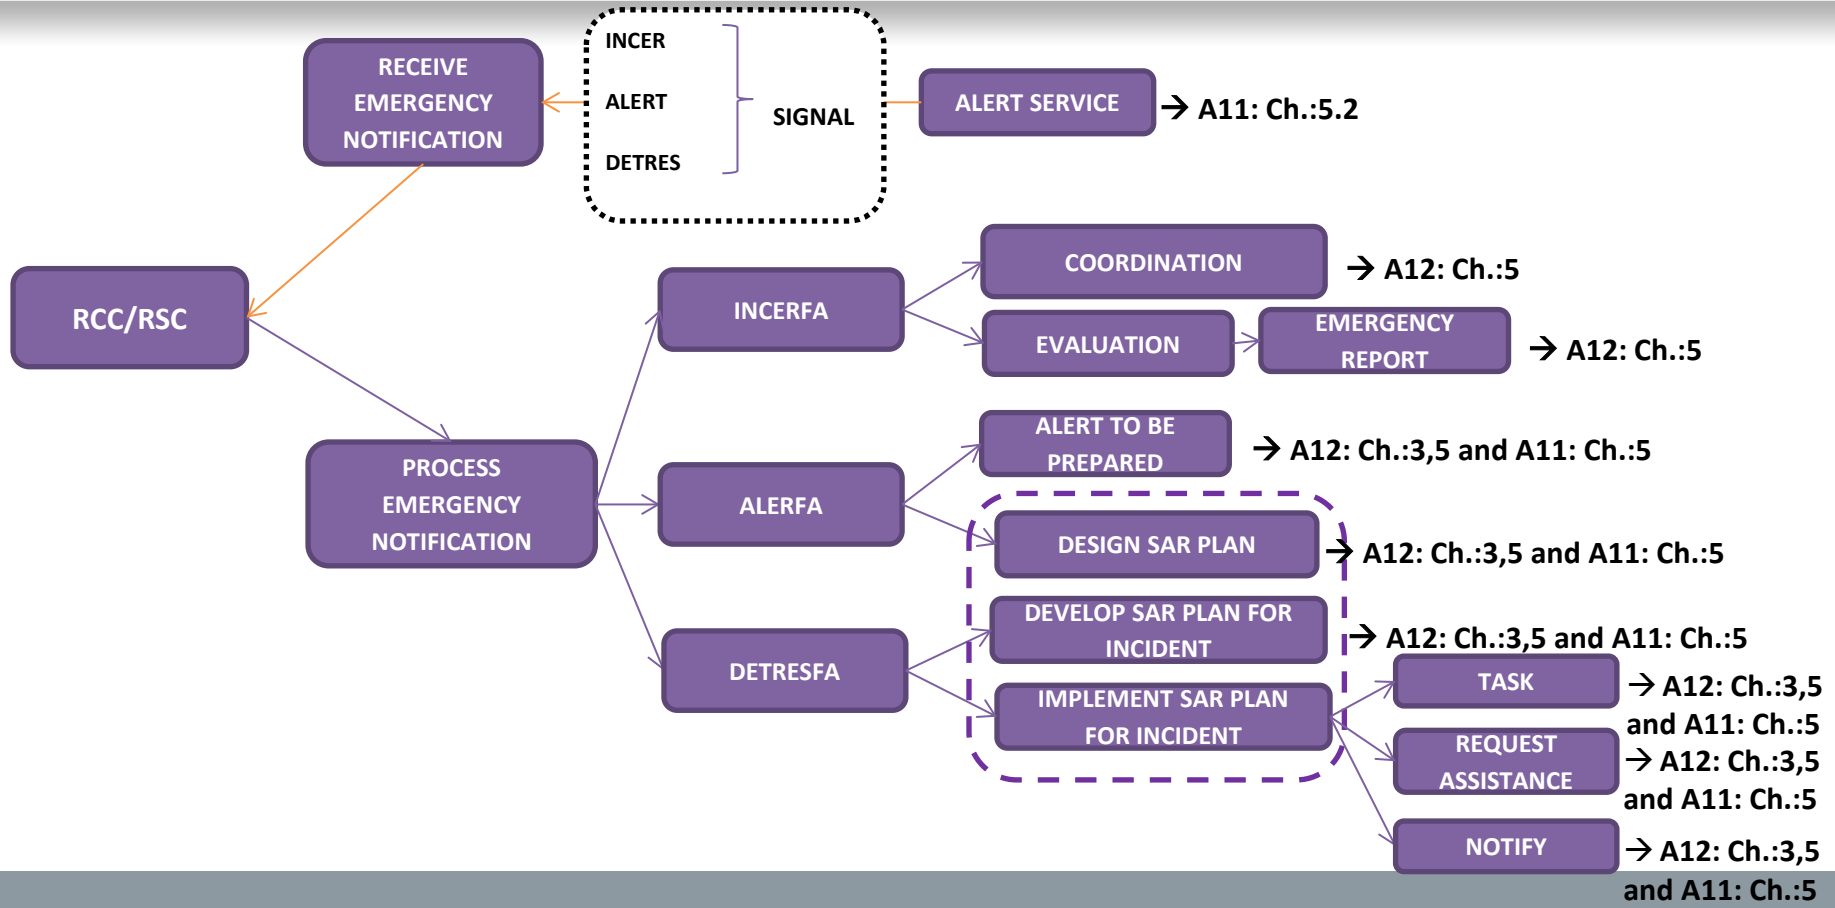 RECEIVE
EMERGENCY
NOTIFICATION
INCER
ALERT
DETRES
SIGNAL
ALERT SERVICE
→ A11: Ch.:5.2
RCC/RSC
PROCESS
EMERGENCY
NOTIFICATION
INCERFA
COORDINATION
→ A12: Ch.:5
EVALUATION
EMERGENCY
REPORT
→ A12: Ch.:5
ALERFA
ALERT TO BE
PREPARED
→ A12: Ch.:3,5 and A11: Ch.:5
DESIGN SAR PLAN
→ A12: Ch.:3,5 and A11: Ch.:5
DETRESFA
DEVELOP SAR PLAN FOR
INCIDENT
→ A12: Ch.:3,5 and A11: Ch.:5
IMPLEMENT SAR PLAN
FOR INCIDENT
TASK
→ A12: Ch.:3,5
and A11: Ch.:5
REQUEST
ASSISTANCE
→ A12: Ch.:3,5
and A11: Ch.:5
NOTIFY
→ A12: Ch.:3,5
and A11: Ch.:5